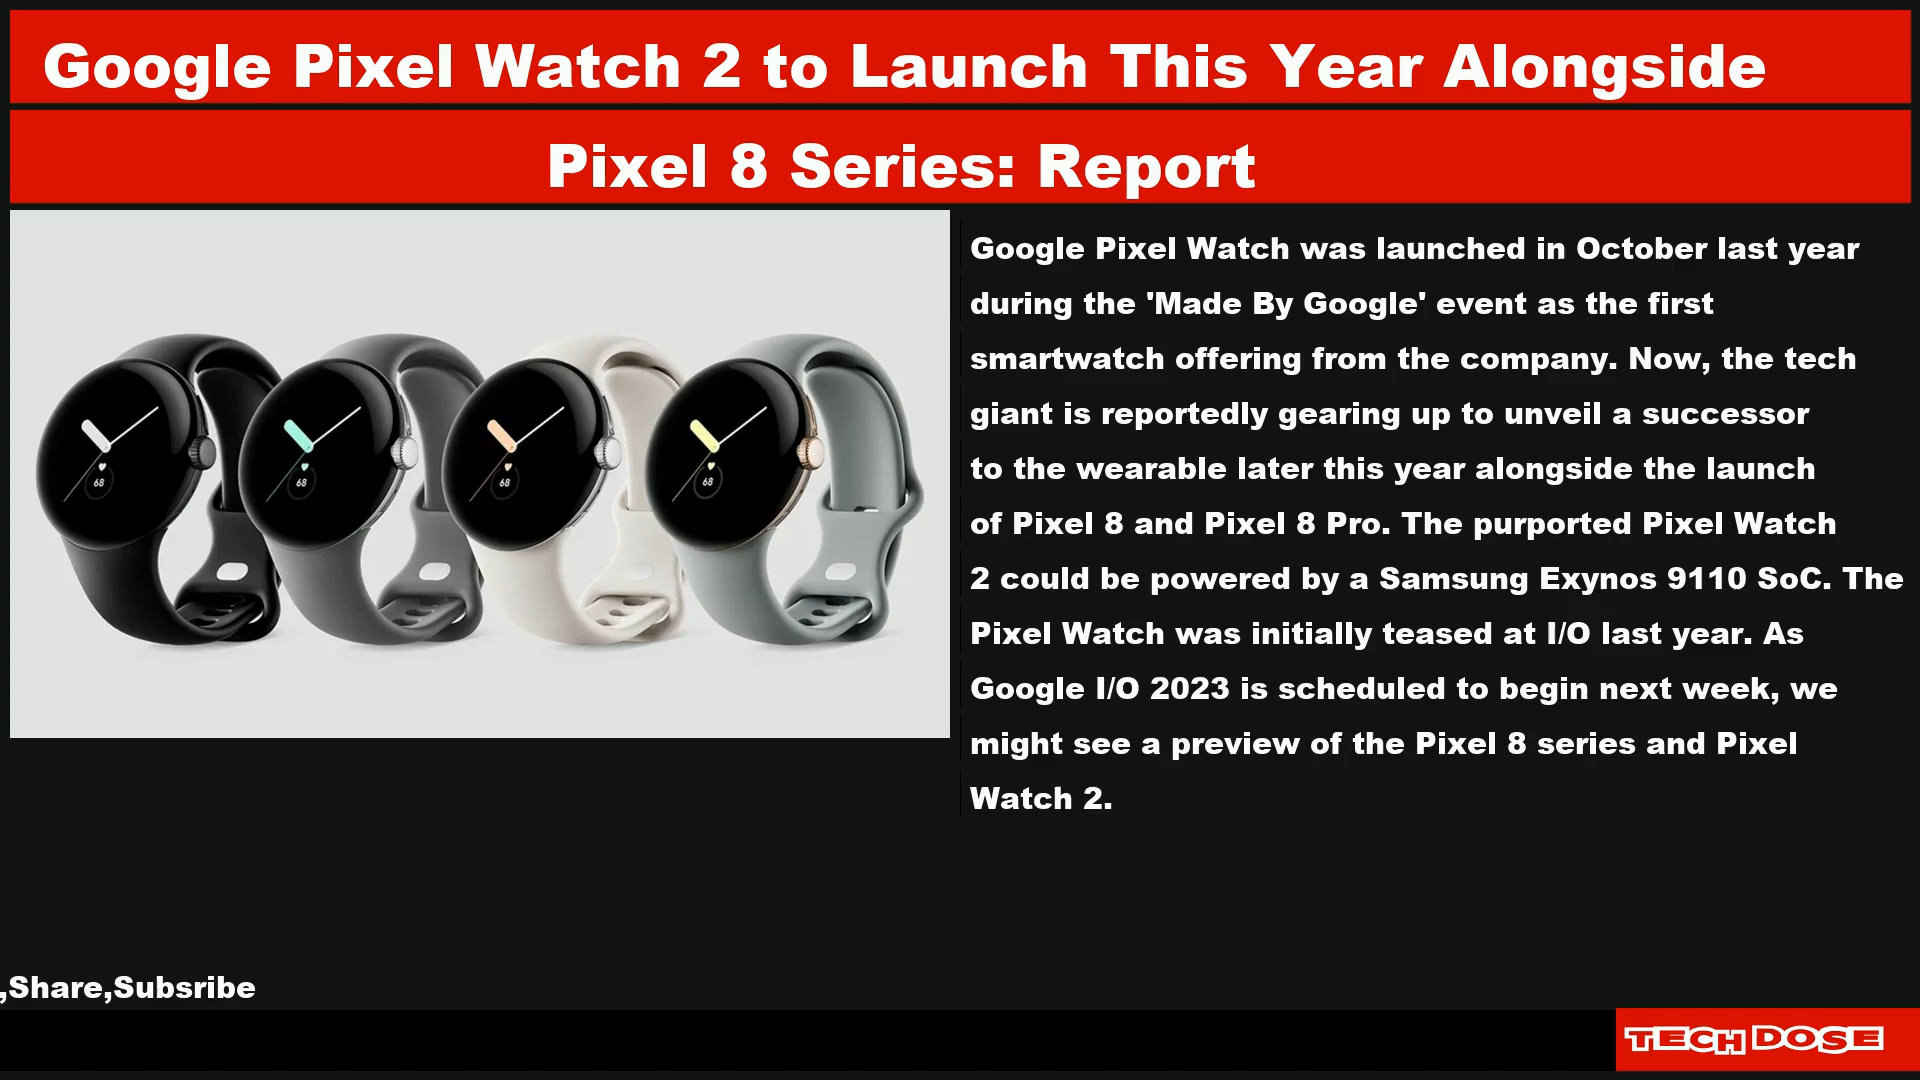 Google Pixel Watch 2 to Launch This Year Alongside
Pixel 8 Series: Report
Google Pixel Watch was launched in October last year
during the 'Made By Google' event as the first
smartwatch offering from the company. Now, the tech
giant is reportedly gearing up to unveil a successor
to the wearable later this year alongside the launch
of Pixel 8 and Pixel 8 Pro. The purported Pixel Watch
2 could be powered by a Samsung Exynos 9110 SoC. The
Pixel Watch was initially teased at I/O last year. As
Google I/O 2023 is scheduled to begin next week, we
might see a preview of the Pixel 8 series and Pixel
Watch 2.
68
68
68
68
,Share,Subsribe
TECH DOSE